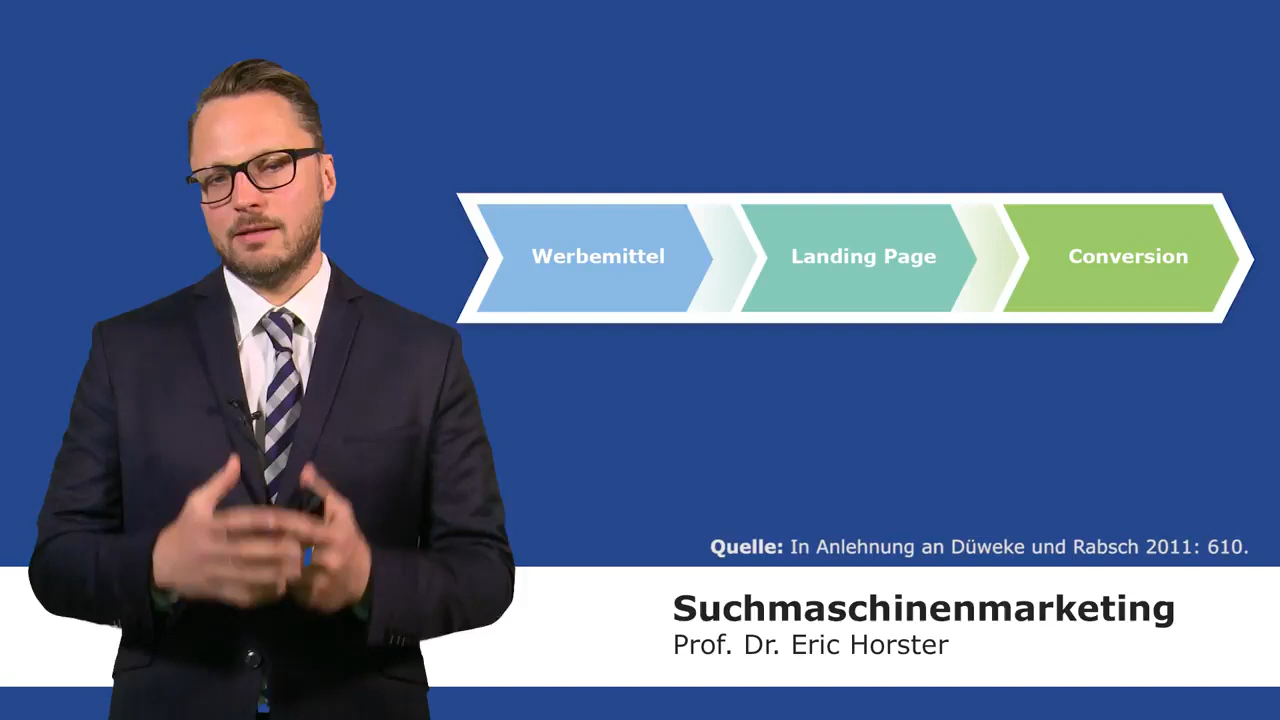 Werbemittel
Landing Page
Conversion
Quelle: In Anlehnung an Düweke und Rabsch 2011: 610.
Suchmaschinenmarketing
Prof. Dr. Eric Horster